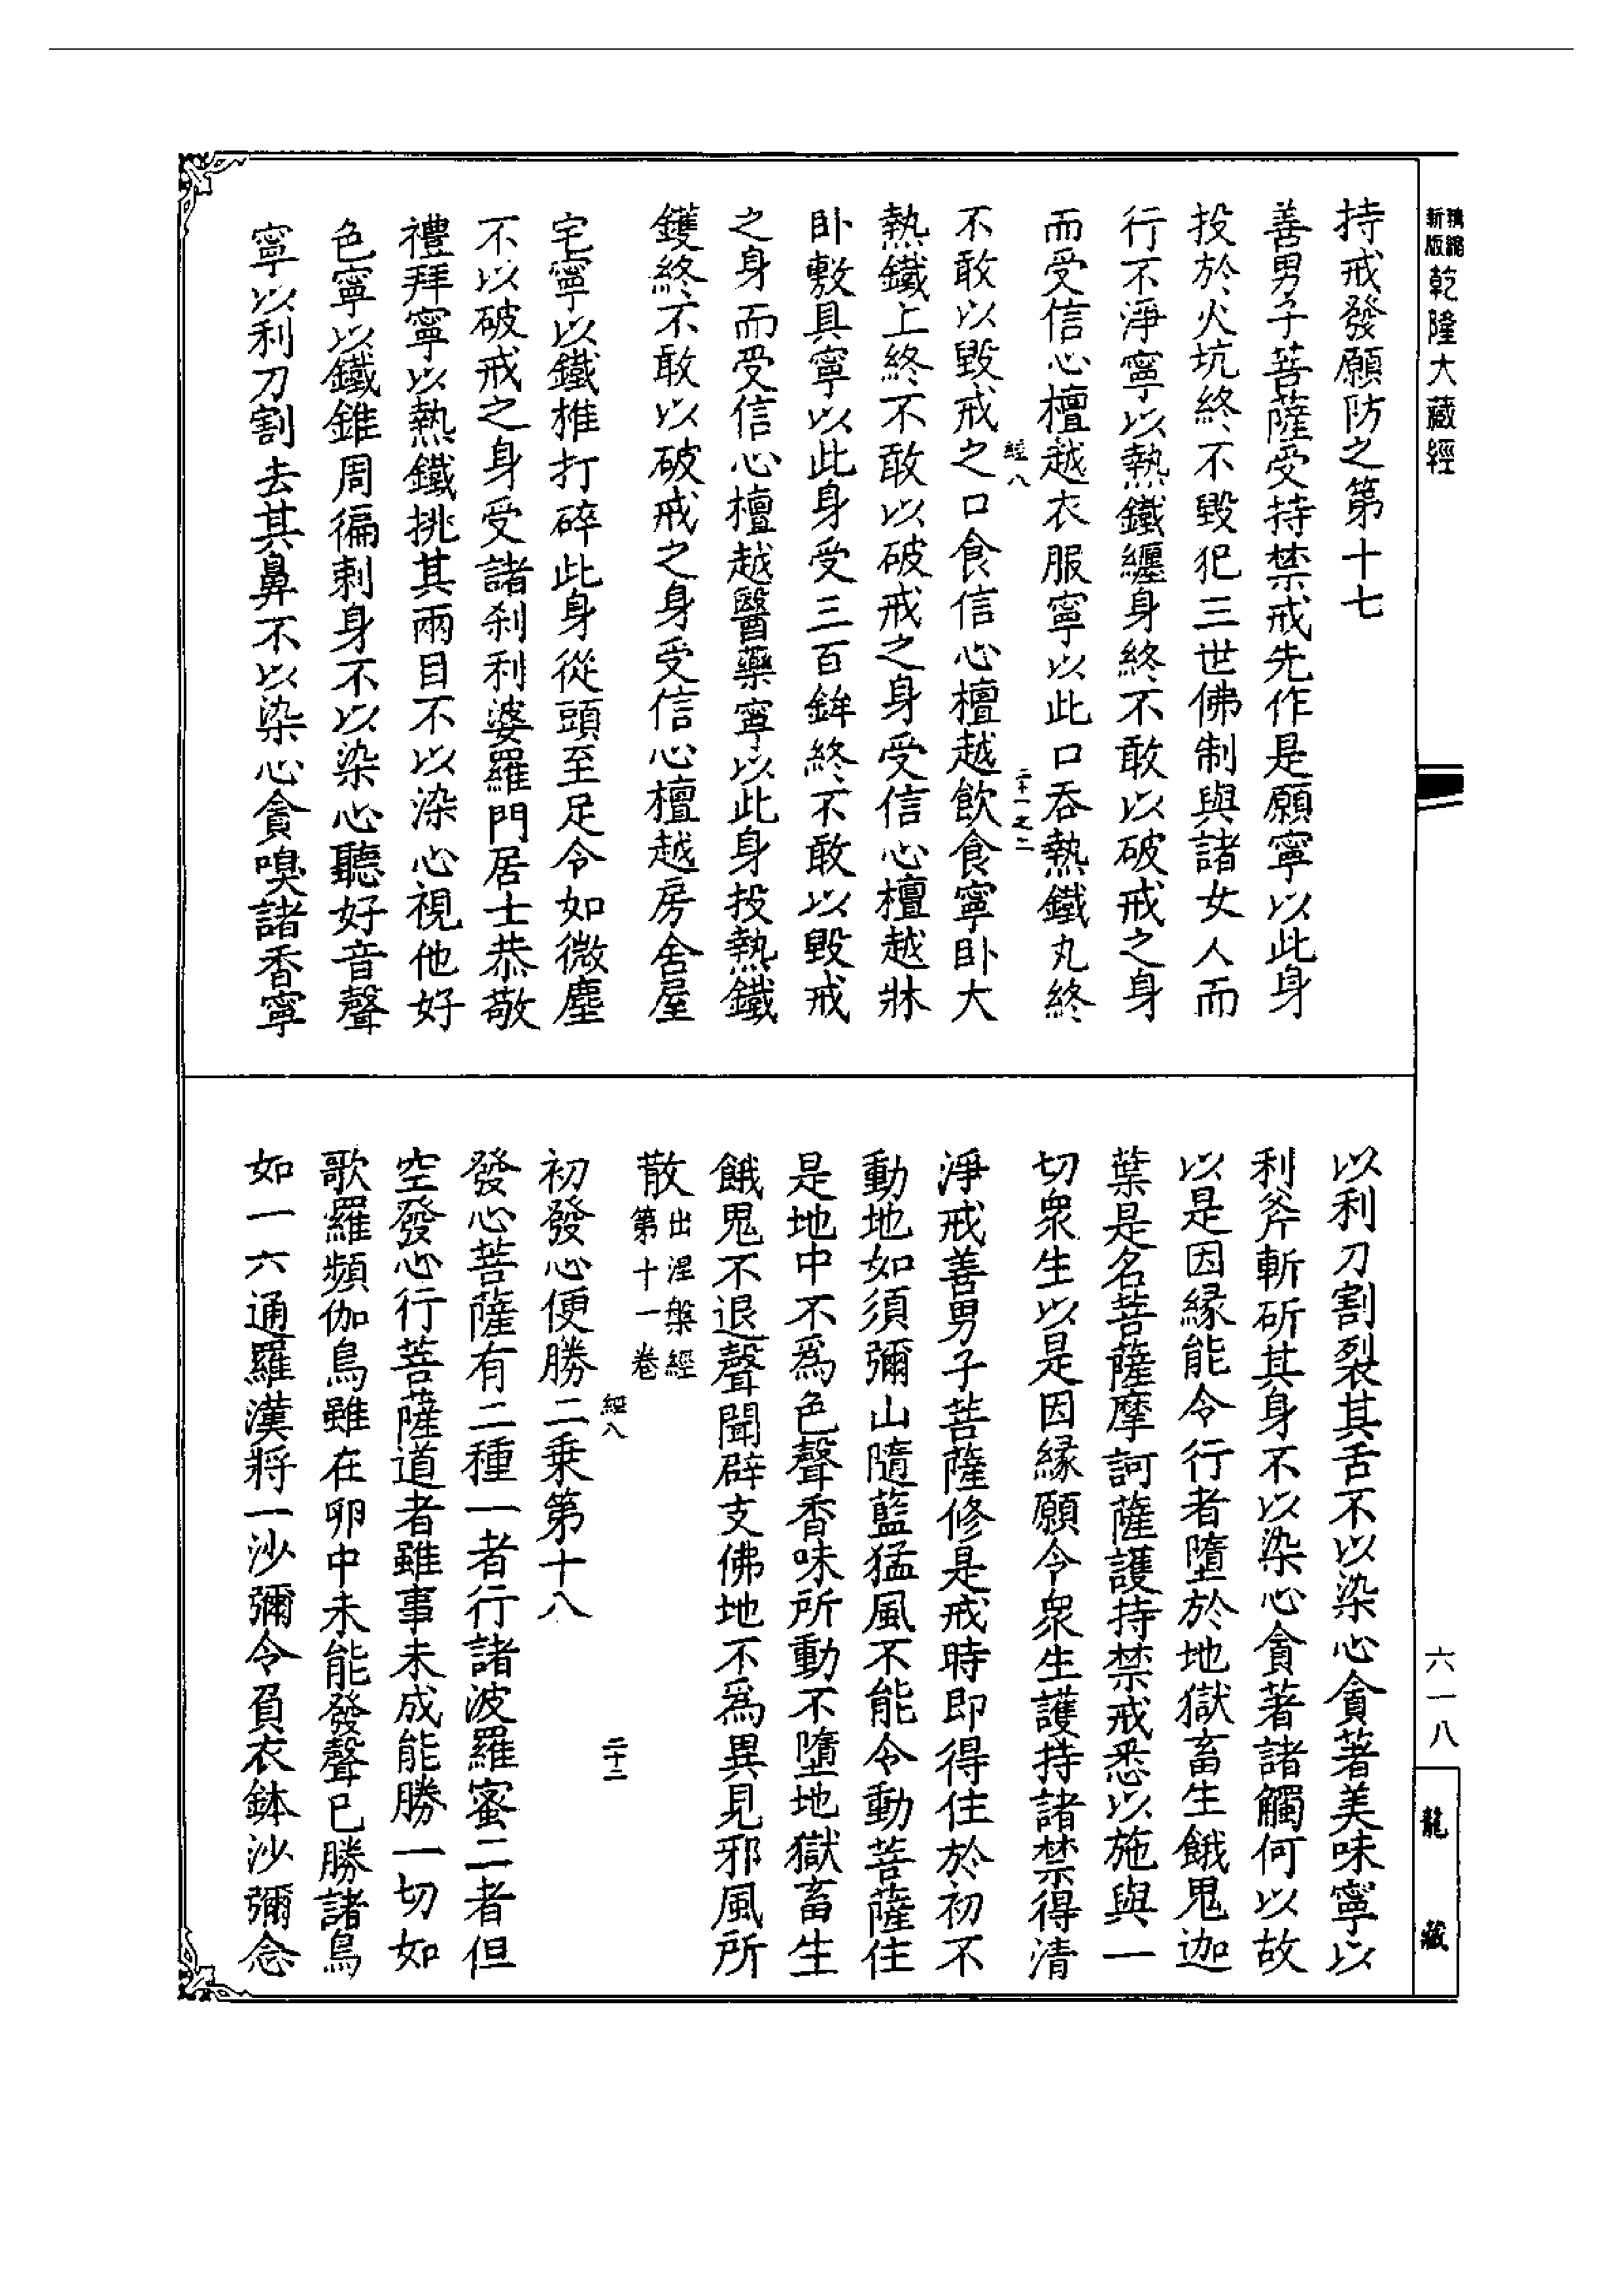 精縮
新版
乾隆大藏經
持戒發願防之第十七
善男子菩薩受持禁戒先作是願寧以此身
投於火坑終不毀犯三世佛制與諸女人而
行不淨寧以熱鐵纏身終不敢以破戒之身
而受信心檀越衣服寧以此口吞熱鐵丸終
經八
二十一之二
不敢以毀戒之口食信心檀越飲食寧卧大
熱鐵上終不敢以破戒之身受信心檀越牀
卧敷具寧以此身受三百鉾終不敢以毀戒
之身而受信心檀越醫藥寧以此身投熱鐵
鑊終不敢以破戒之身受信心檀越房舍屋
宅寧以鐵椎打碎此身從頭至足令如微塵
不以破戒之身受諸剎利婆羅門居士恭敬
禮拜寧以熱鐵挑其兩目不以染心視他好
色寧以鐵錐周徧刺身不以染心聽好音聲
寧以利刀割去其鼻不以染心貪嗅諸香寧
以利刀割裂其舌不以染心貪著美味寧以
利斧斬斫其身不以染心貪著諸觸何以故
以是因緣能令行者墮於地獄畜生餓鬼迦
葉是名菩薩摩訶薩護持禁戒悉以施與一
切衆生以是因緣願令衆生護持諸禁得清
淨戒善男子菩薩修是戒時即得住於初不
動地如須彌山隨藍猛風不能令動菩薩住
是地中不爲色聲香味所動不墮地獄畜生
餓鬼不退聲聞辟支佛地不爲異見邪風所
散
出涅槃經
第十一卷
經八
二十二
初發心便勝二乘第十八
發心菩薩有二種一者行諸波羅蜜二者但
空發心行菩薩道者雖事未成能勝一切如
歌羅頻伽鳥雖在卵中未能發聲已勝諸鳥
如一六通羅漢將一沙彌令負衣鉢沙彌念
六一八
龍藏